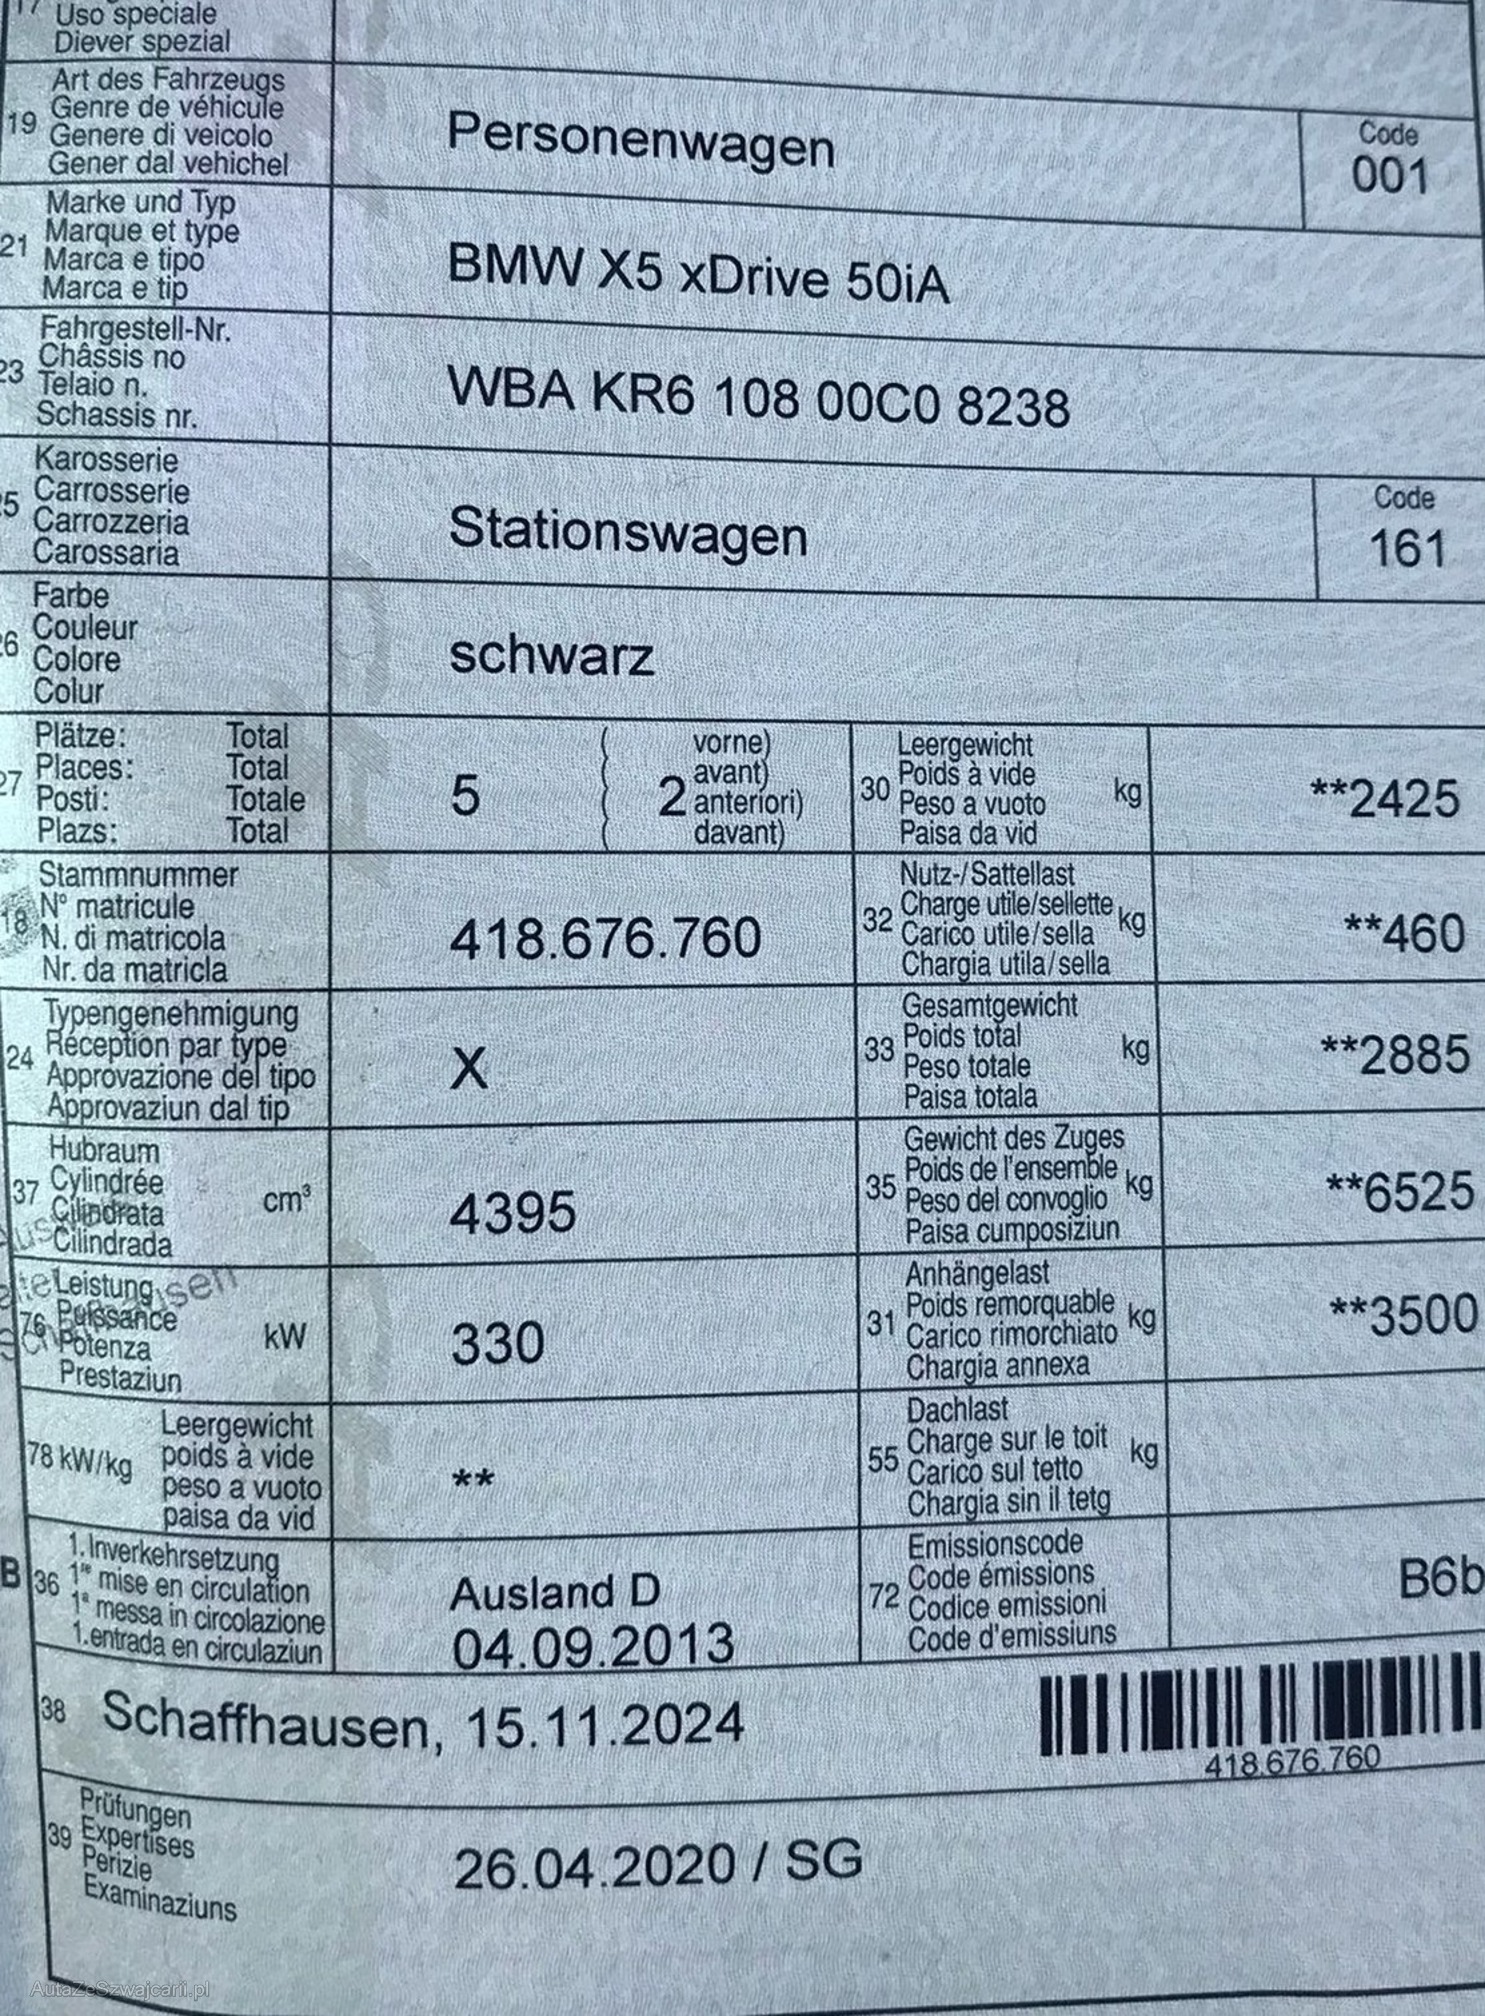 17 Uso speciale
Diever spezial
19 Art des Fahrzeugs
Genre de véhicule
Genere di veicolo
Gener dal vehichel
Personenwagen
Code
001
21 Marke und Typ
Marque et type
Marca e tipo
Marca e tip
BMW X5 xDrive 50iA
23 Fahrgestell-Nr.
Châssis no
Telaio n.
Schassis nr.
WBA KR6 108 00C0 8238
25 Karosserie
Carrosserie
Carrozzeria
Carossaria
Stationswagen
Code
161
26 Farbe
Couleur
Colore
Colur
schwarz
27 Plätze: Total
Places: Total
Posti: Totale
Plazs: Total
5
( 2 vorne)
avant)
anteriori)
davant)
30 Leergewicht
Poids à vide
Peso a vuoto
Paisa da vid
kg
**2425
18 Stammnummer
N° matricule
N. di matricola
Nr. da matricla
418.676.760
32 Nutz-/Sattellast
Charge utile/sellette
Carico utile/sella
Chargia utila/sella
kg
**460
24 Typengenehmigung
Réception par type
Approvazione del tipo
Approvaziun dal tip
X
33 Gesamtgewicht
Poids total
Peso totale
Paisa totala
kg
**2885
37 Hubraum
Cylindrée
Cilindrata
Cilindrada
cm³
4395
35 Gewicht des Zuges
Poids de l'ensemble
Peso del convoglio
Paisa cumposiziun
kg
**6525
76 Leistung
Puissance
Potenza
Prestaziun
kW
330
31 Anhängelast
Poids remorquable
Carico rimorchiato
Chargia annexa
kg
**3500
78 kW/kg Leergewicht
poids à vide
peso a vuoto
paisa da vid
**
55 Dachlast
Charge sur le toit
Carico sul tetto
Chargia sin il tetg
kg
B 36 1. Inverkehrsetzung
1re mise en circulation
1a messa in circolazione
1. entrada en circulaziun
Ausland D
04.09.2013
72 Emissionscode
Code émissions
Codice emissioni
Code d'emissiuns
B6b
38 Schaffhausen, 15.11.2024
418.676.760
39 Prüfungen
Expertises
Perizie
Examinaziuns
26.04.2020 / SG
AutaZeSzwajcarii.pl